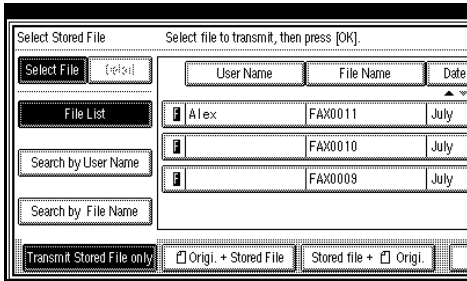 Select Stored File
Select file to transmit, then press [OK].
Select File
User Name File Name Date
File List
F Alex FAX0011 July
F FAX0010 July
Search by User Name
F FAX0009 July
Search by File Name
Transmit Stored File only Origi. + Stored File Stored file + Origi.